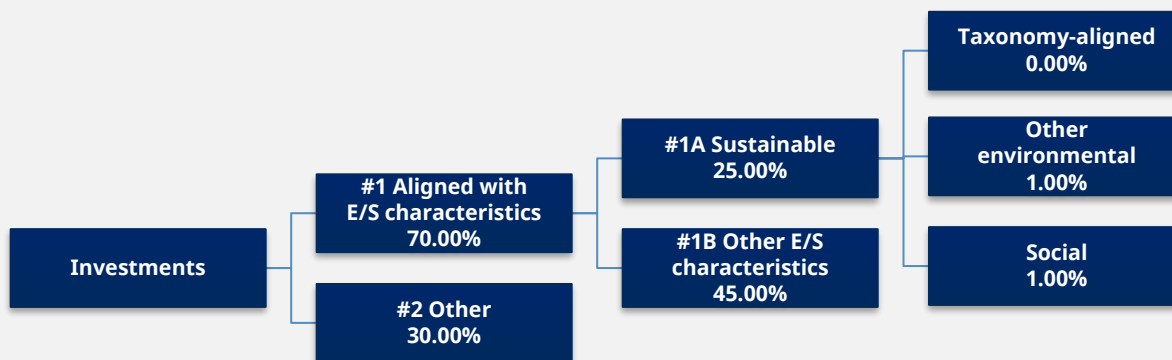 Investments
#1 Aligned with
E/S characteristics
70.00%
#2 Other
30.00%
#1A Sustainable
25.00%
#1B Other E/S
characteristics
45.00%
Taxonomy-aligned
0.00%
Other
environmental
1.00%
Social
1.00%